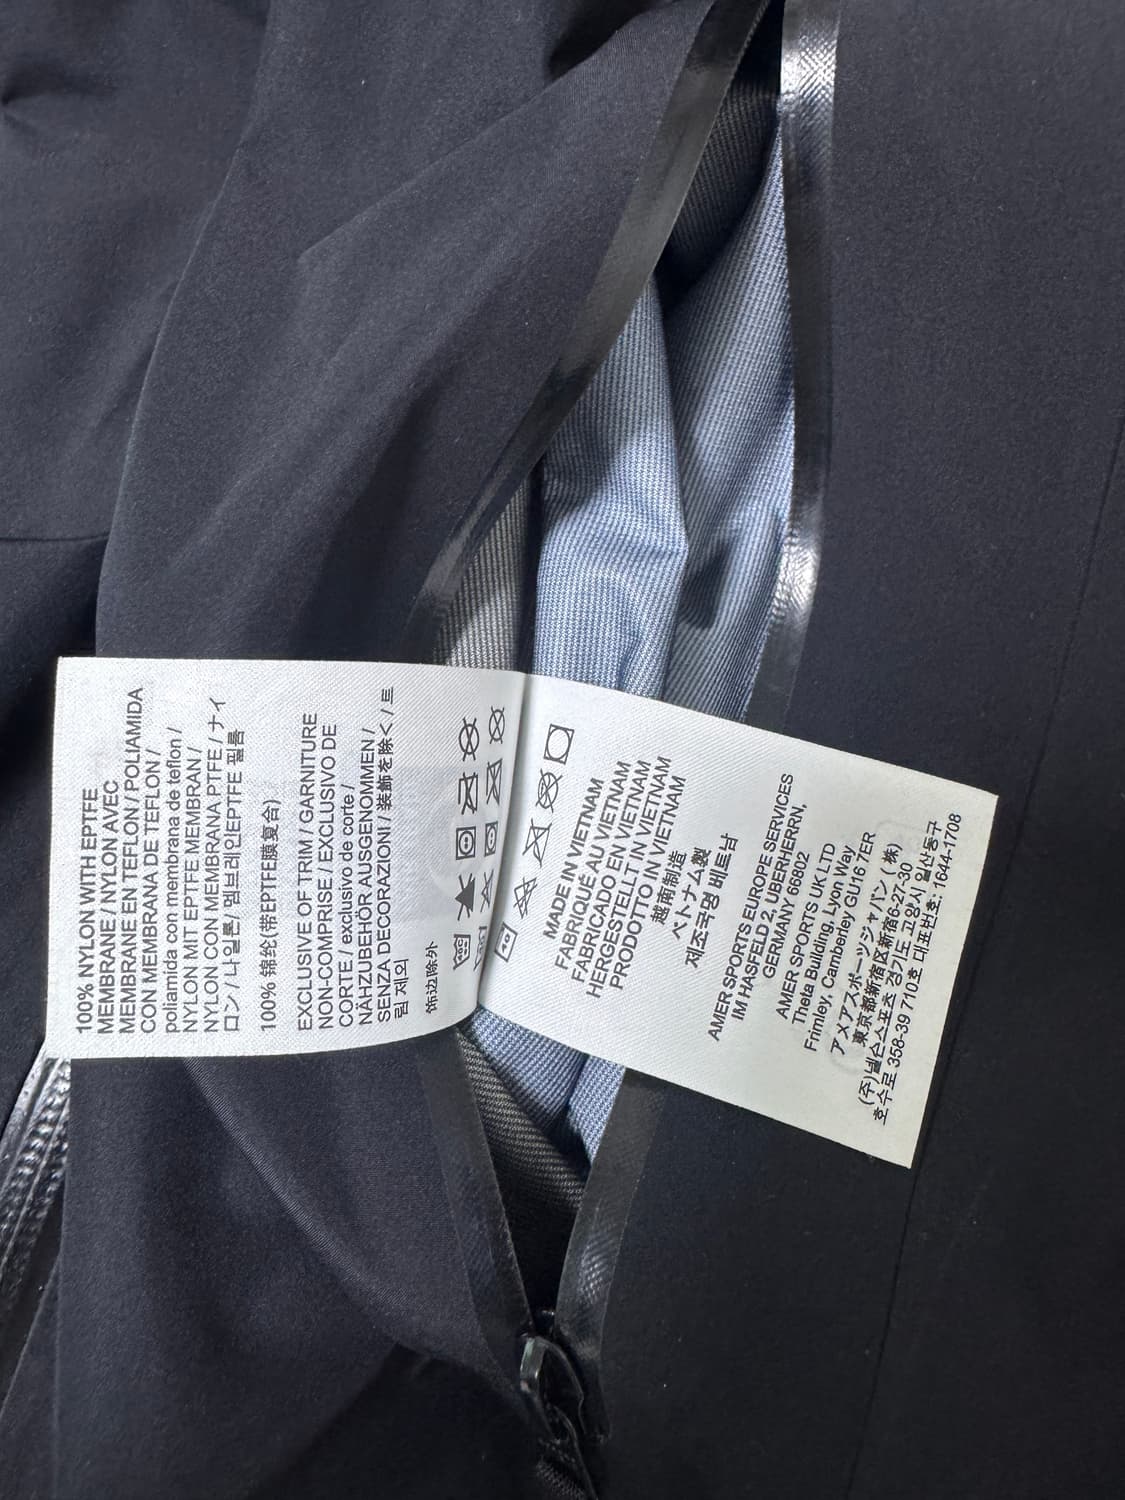 100% NYLON WITH EPTFE
MEMBRANE / NYLON AVEC
MEMBRANE EN TEFLON / POLIAMIDA
CON MEMBRANA DE TEFLON /
poliamida con membrana de teflon /
NYLON MIT EPTFE MEMBRAN /
NYLON CON MEMBRANA PTFE / ナイ
ロン / 나일론/ 멤브레인EPTFE 필름
100% 锦纶(带EPTFE膜复合)
EXCLUSIVE OF TRIM / GARNITURE
NON-COMPRISE / EXCLUSIVO DE
CORTE / exclusivo de corte /
NÄHZUBEHÖR AUSGENOMMEN /
SENZA DECORAZIONI / 装飾を除く / 트
림 제외
饰边除外
MADE IN VIETNAM
FABRIQUÉ AU VIETNAM
FABRICADO EN VIETNAM
HERGESTELLT IN VIETNAM
PRODOTTO IN VIETNAM
越南制造
ベトナム製
제조국명 베트남
AMER SPORTS EUROPE SERVICES
IM HASFELD 2, UBERHERRN,
GERMANY 66802
AMER SPORTS UK LTD
Theta Building, Lyon Way
Frimley, Camberley GU16 7ER
アメアスポーツジャパン ( 株)
東京都新宿区新宿6-27-30
(주)넬슨스포츠 경기도 고양시 일산동구
호수로 358-39 710호 대표번호: 1644-1708